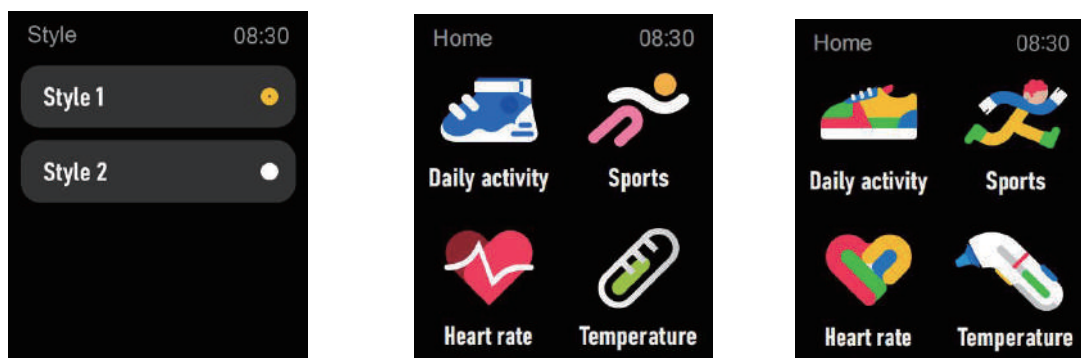 Style 08:30
Style 1
Style 2
Home 08:30
Daily activity Sports
Heart rate Temperature
Home 08:30
Daily activity Sports
Heart rate Temperature